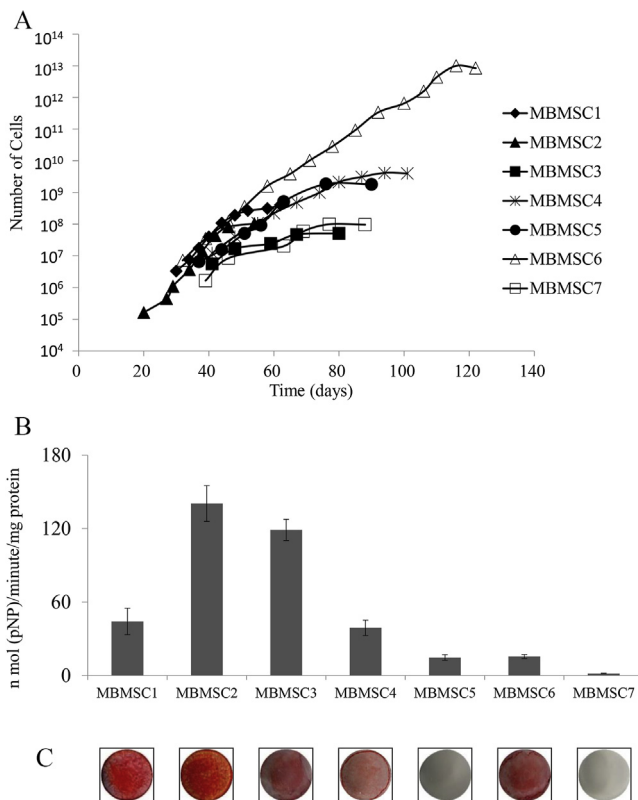 A
10^14
10^13
10^12
10^11
10^10
10^9
10^8
10^7
10^6
10^5
10^4
Number of Cells
0 20 40 60 80 100 120 140
Time (days)
MBMSC1
MBMSC2
MBMSC3
MBMSC4
MBMSC5
MBMSC6
MBMSC7
B
180
120
60
0
n mol (pNP)/minute/mg protein
MBMSC1 MBMSC2 MBMSC3 MBMSC4 MBMSC5 MBMSC6 MBMSC7
C